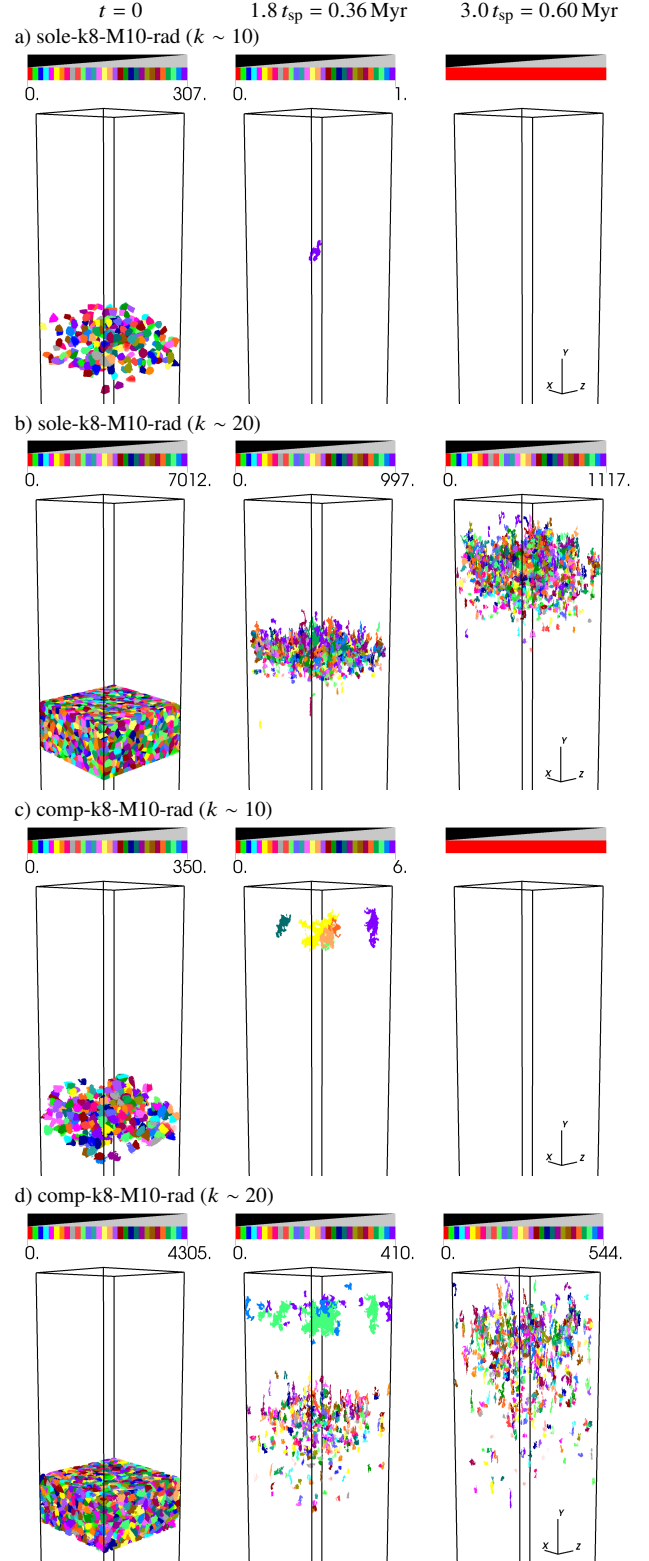 t = 0 1.8 t_sp = 0.36 Myr 3.0 t_sp = 0.60 Myr
a) sole-k8-M10-rad (k ∼ 10)
0. 307. 0. 1.
Y
X Z
b) sole-k8-M10-rad (k ∼ 20)
0. 7012. 0. 997. 0. 1117.
Y
X Z
c) comp-k8-M10-rad (k ∼ 10)
0. 350. 0. 6.
Y
X Z
d) comp-k8-M10-rad (k ∼ 20)
0. 4305. 0. 410. 0. 544.
Y
X Z